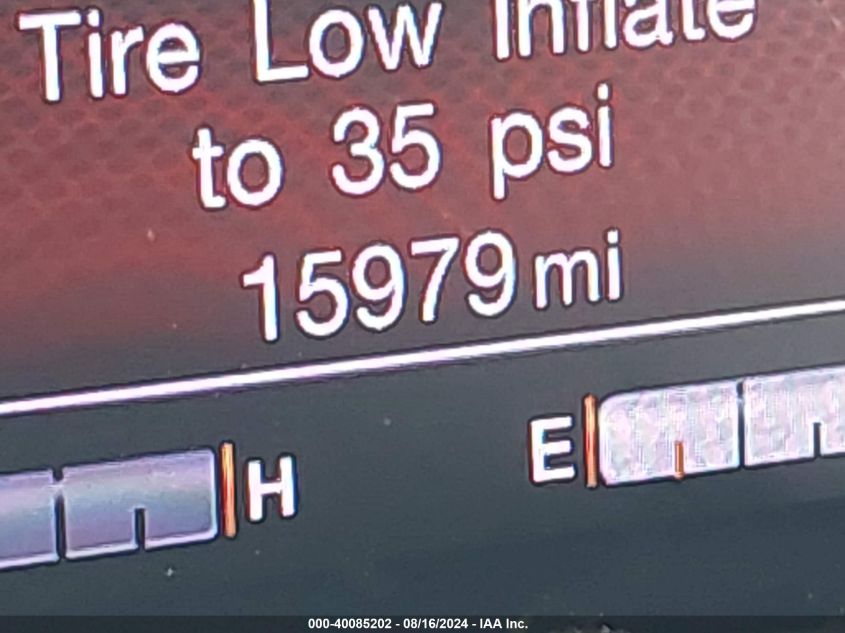 Tire Low Inflate
to 35 psi
15979 mi
H
E
000-40085202 - 08/16/2024 - IAA Inc.